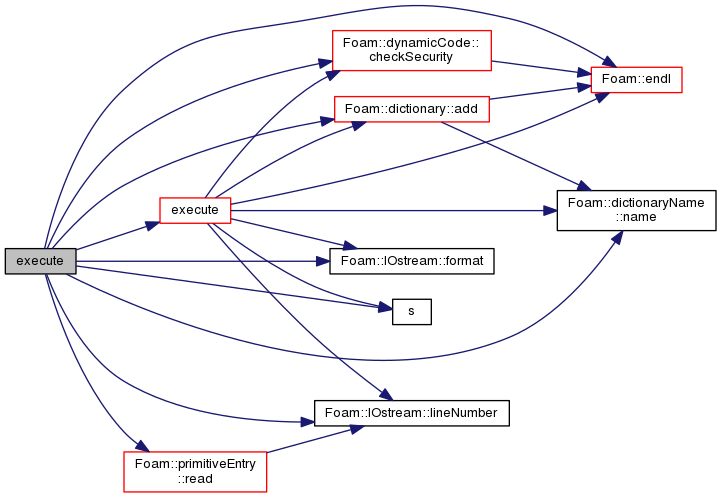 Foam::dynamicCode::
checkSecurity
Foam::endl
Foam::dictionary::add
execute
Foam::dictionaryName
::name
execute
Foam::IOstream::format
s
Foam::IOstream::lineNumber
Foam::primitiveEntry
::read